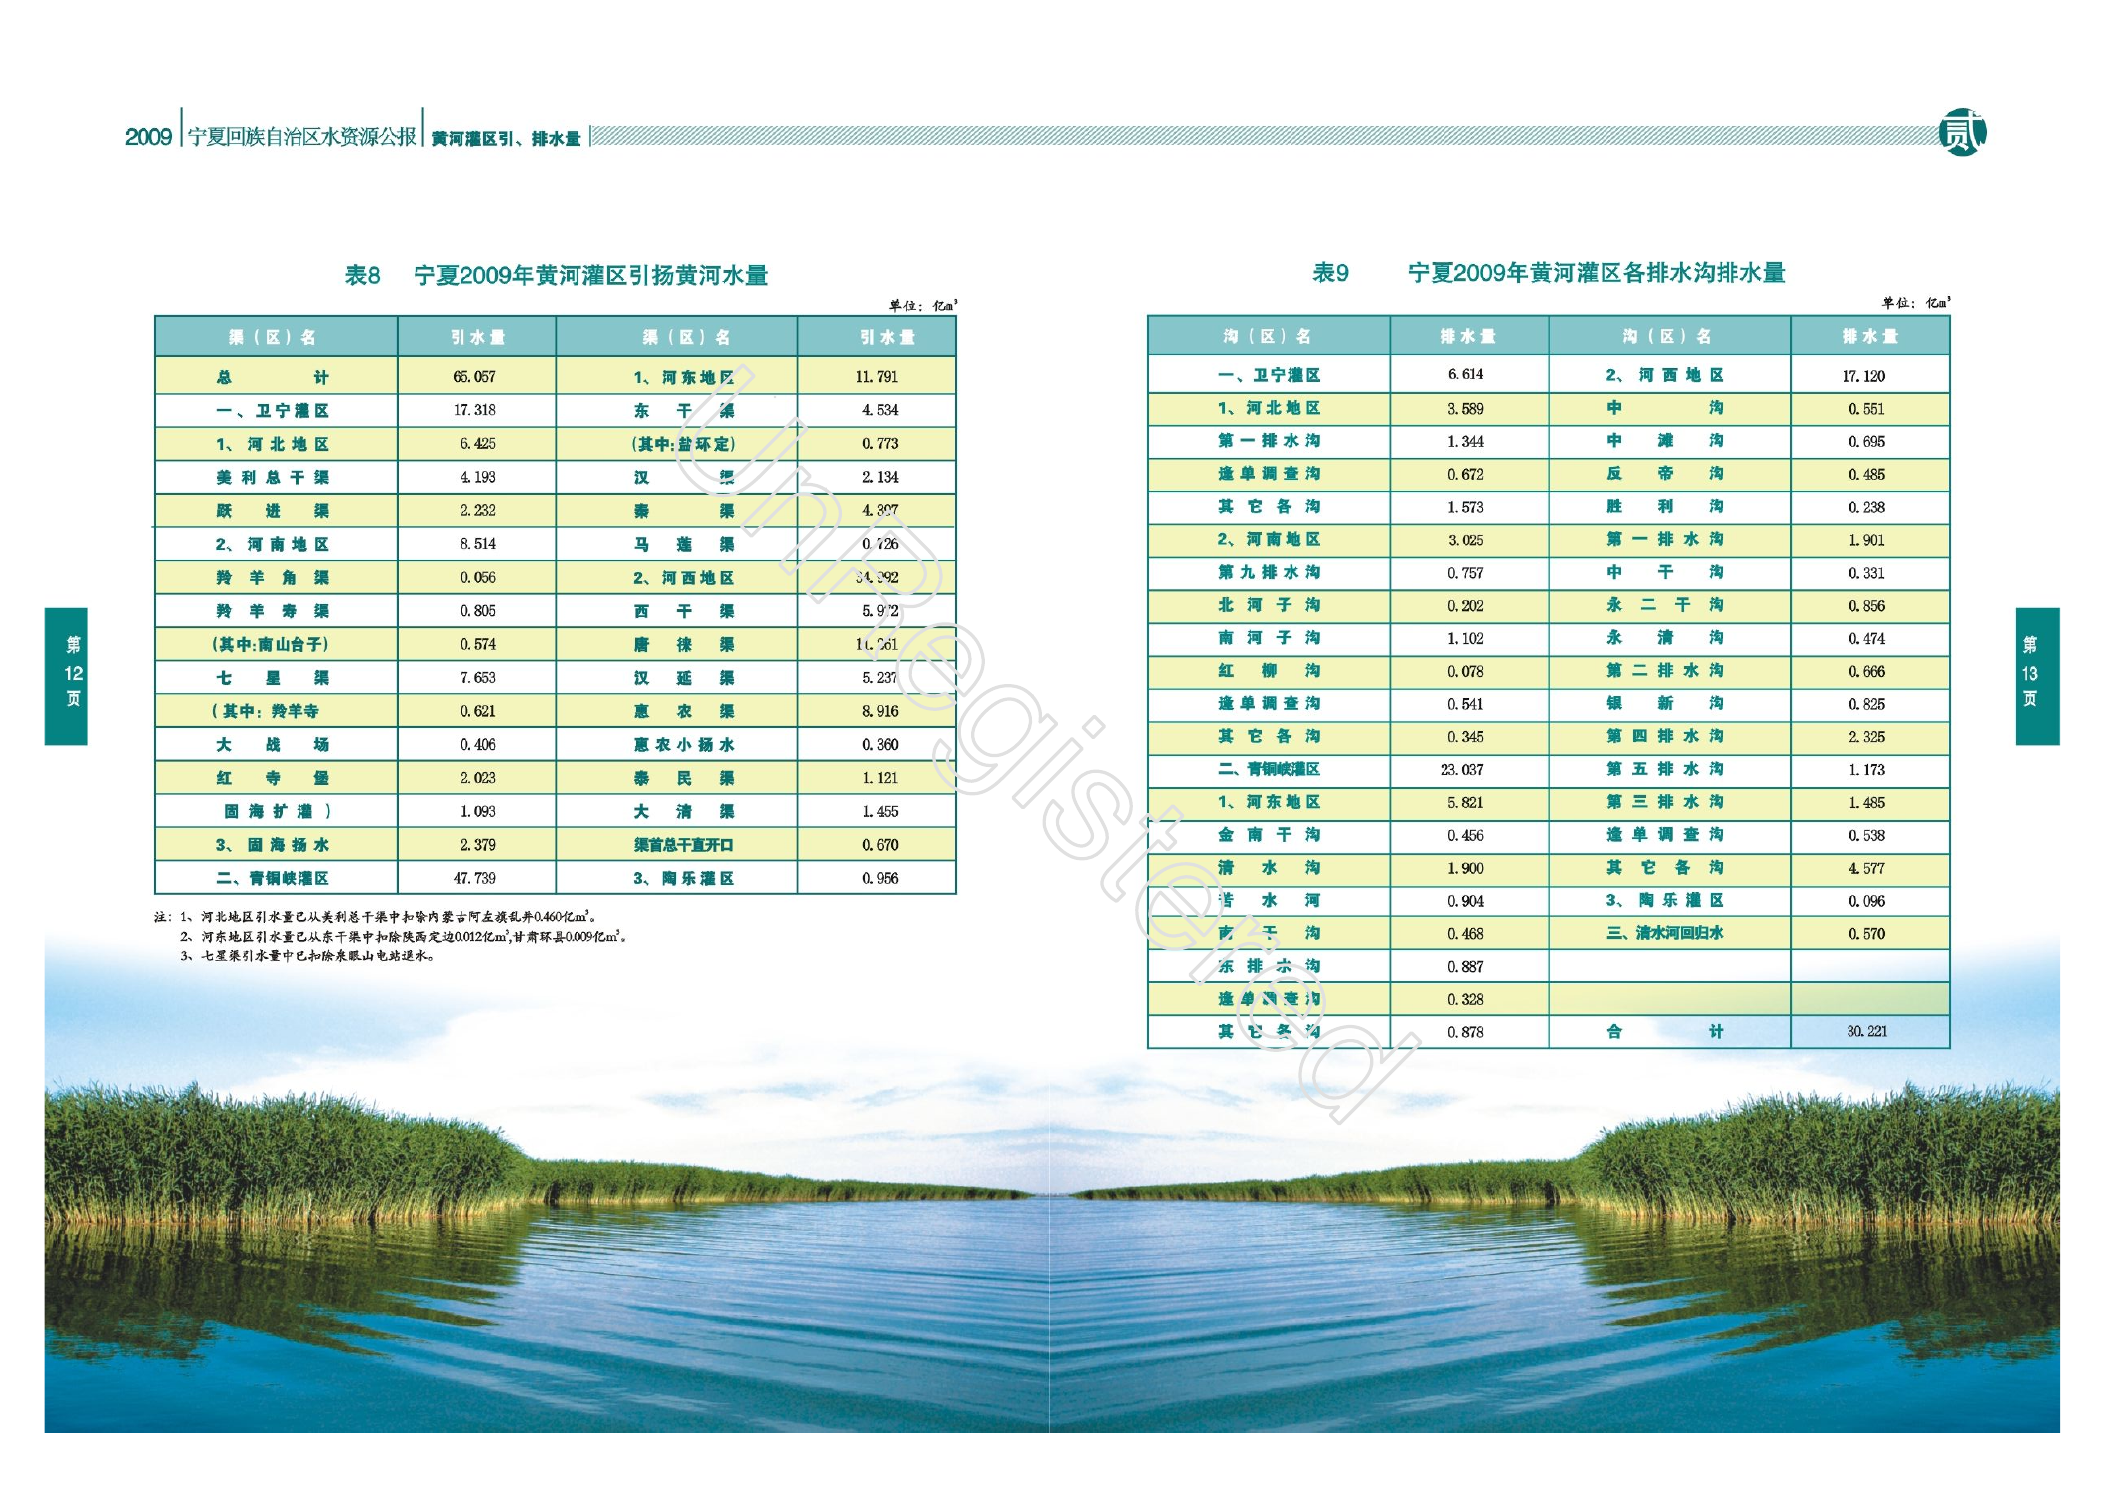 2009 宁夏回族自治区水资源公报 黄河灌区引、排水量
贰
表8 宁夏2009年黄河灌区引扬黄河水量
单位：亿m³
渠（区）名 引水量 渠（区）名 引水量
总计 65.057 1、河东地区 11.791
一、卫宁灌区 17.318 东干渠 4.534
1、河北地区 6.425 (其中:盐环定) 0.773
美利总干渠 4.193 汉渠 2.134
跃进渠 2.232 秦渠 4.397
2、河南地区 8.514 马莲渠 0.726
羚羊角渠 0.056 2、河西地区 34.992
羚羊寿渠 0.805 西干渠 5.972
(其中:南山台子) 0.574 唐徕渠 11.261
七星渠 7.653 汉延渠 5.237
(其中: 羚羊寺 0.621 惠农渠 8.916
大战场 0.406 惠农小扬水 0.360
红寺堡 2.023 泰民渠 1.121
固海扩灌) 1.093 大清渠 1.455
3、固海扬水 2.379 渠首总干直开口 0.670
二、青铜峡灌区 47.739 3、陶乐灌区 0.956
注：1、河北地区引水量已从美利总干渠中扣除内蒙古阿左旗乱井0.460亿m³。
2、河东地区引水量已从东干渠中扣除陕西定边0.012亿m³,甘肃环县0.009亿m³。
3、七星渠引水量中已扣除泉眼山电站退水。
第12页
表9 宁夏2009年黄河灌区各排水沟排水量
单位：亿m³
沟（区）名 排水量 沟（区）名 排水量
一、卫宁灌区 6.614 2、河西地区 17.120
1、河北地区 3.589 中沟 0.551
第一排水沟 1.344 中滩沟 0.695
逢单调查沟 0.672 反帝沟 0.485
其它各沟 1.573 胜利沟 0.238
2、河南地区 3.025 第一排水沟 1.901
第九排水沟 0.757 中干沟 0.331
北河子沟 0.202 永二干沟 0.856
南河子沟 1.102 永清沟 0.474
红柳沟 0.078 第二排水沟 0.666
逢单调查沟 0.541 银新沟 0.825
其它各沟 0.345 第四排水沟 2.325
二、青铜峡灌区 23.037 第五排水沟 1.173
1、河东地区 5.821 第三排水沟 1.485
金南干沟 0.456 逢单调查沟 0.538
清水沟 1.900 其它各沟 4.577
苦水河 0.904 3、陶乐灌区 0.096
南干沟 0.468 三、清水河回归水 0.570
东排水沟 0.887
逢单调查沟 0.328
其它各沟 0.878 合计 30.221
第13页
UnRegistered